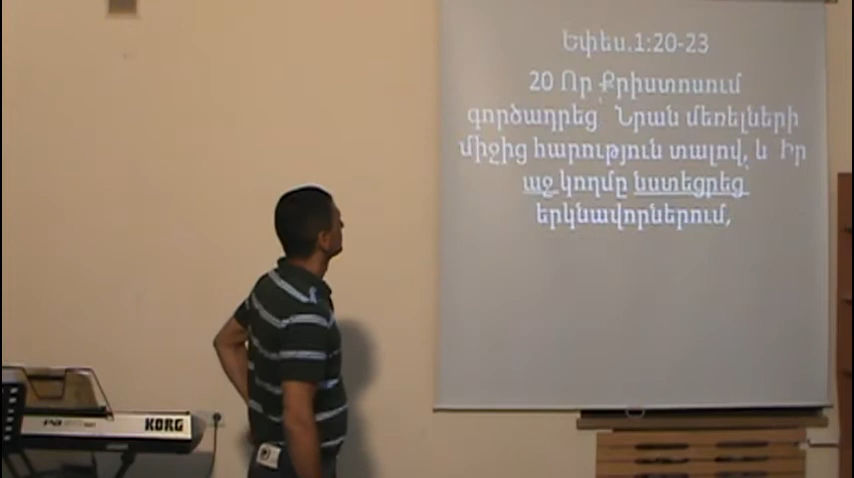 Եփես.1:20-23
20 Որ Քրիստոսում
գործադրեց՝ Նրան մեռելների
միջից հարություն տալով, և Իր
աջ կողմը նստեցրեց՝
երկնավորներում,
KORG